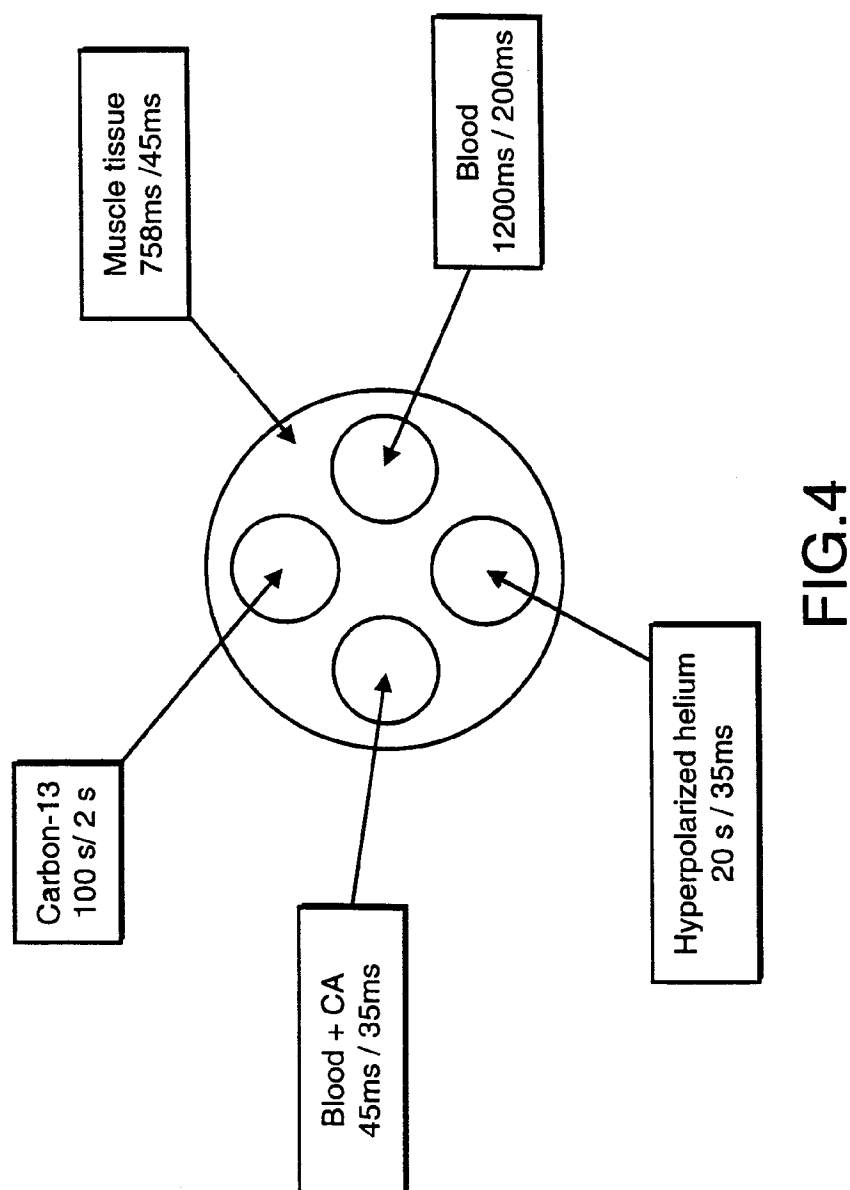 Carbon-13
100 s/ 2 s
Muscle tissue
758ms /45ms
Blood + CA
45ms / 35ms
Blood
1200ms / 200ms
Hyperpolarized helium
20 s / 35ms
FIG.4